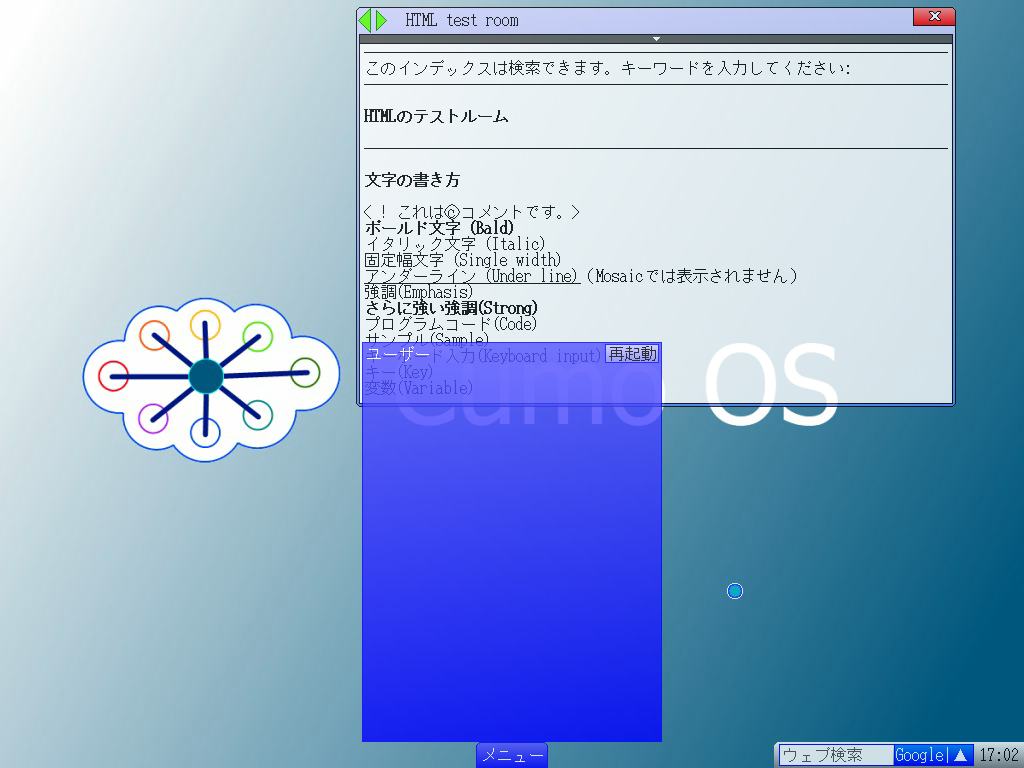 HTML test room
このインデックスは検索できます。キーワードを入力してください:
HTMLのテストルーム
文字の書き方
<! これは©コメントです。>
ボールド文字 (Bald)
イタリック文字 (Italic)
固定幅文字 (Single width)
アンダーライン (Under line) (Mosaicでは表示されません)
強調(Emphasis)
さらに強い強調(Strong)
プログラムコード(Code)
サンプル(Sample)
ユーザー ド入力(Keyboard input) 再起動
キー(Key)
変数(Variable)
Cumo OS
メニュー
ウェブ検索 Google ▲ 17:02